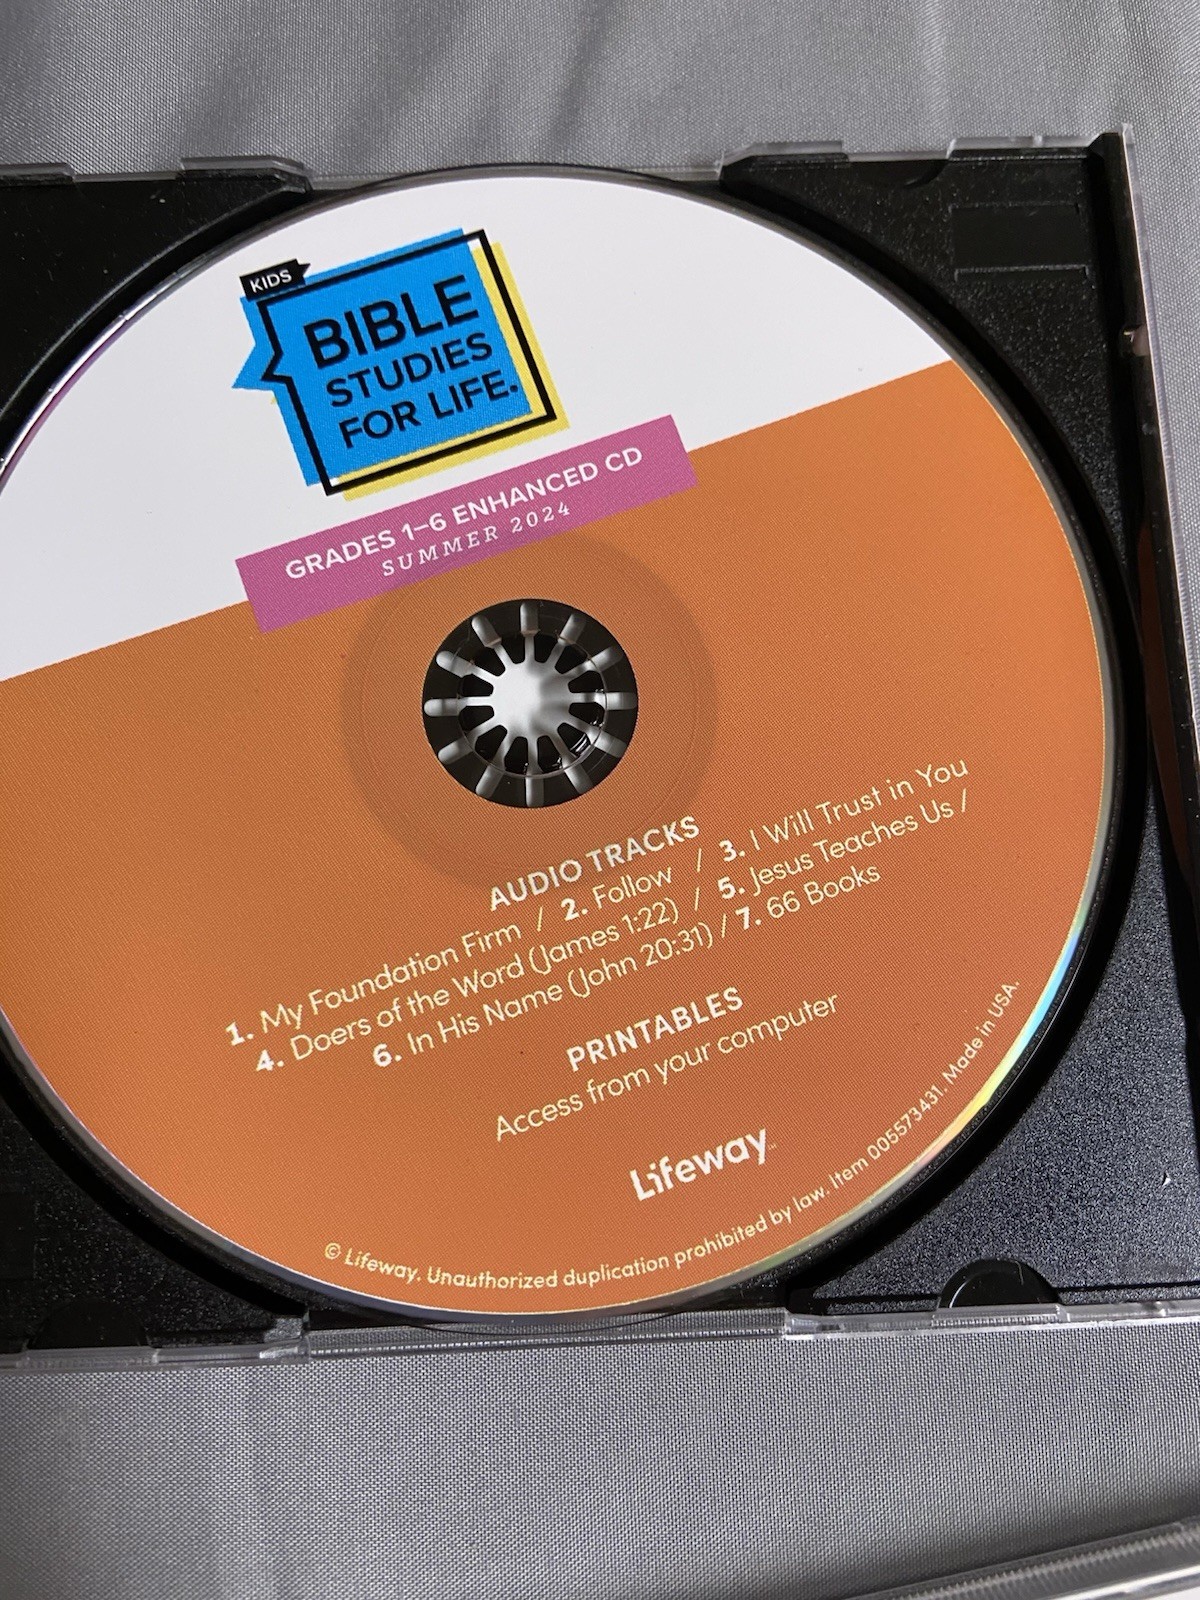 KIDS
BIBLE
STUDIES
FOR LIFE.
GRADES 1–6 ENHANCED CD
SUMMER 2024
AUDIO TRACKS
1. My Foundation Firm / 2. Follow / 3. I Will Trust in You
4. Doers of the Word (James 1:22) / 5. Jesus Teaches Us /
6. In His Name (John 20:31) / 7. 66 Books
PRINTABLES
Access from your computer
Lifeway™
© Lifeway. Unauthorized duplication prohibited by law. Item 005573431. Made in USA.